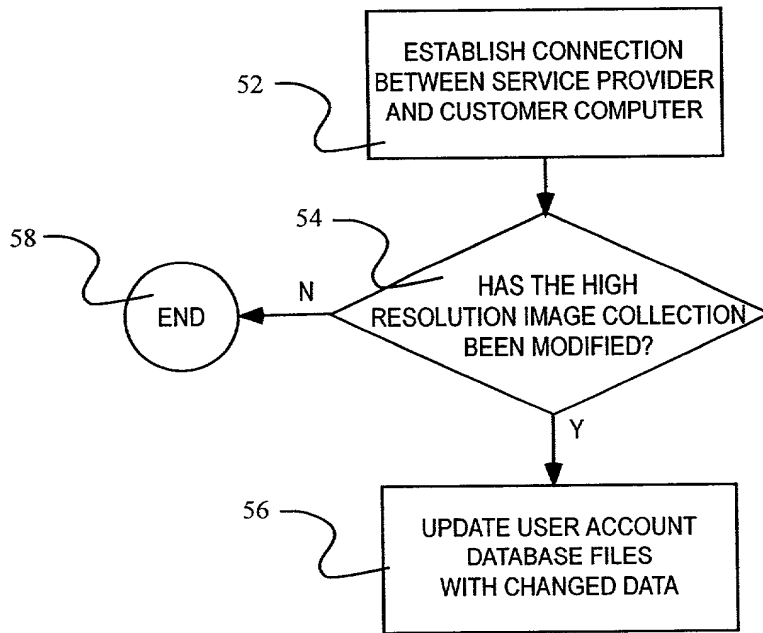 ESTABLISH CONNECTION
BETWEEN SERVICE PROVIDER
AND CUSTOMER COMPUTER
52
54
58
END
N
HAS THE HIGH
RESOLUTION IMAGE COLLECTION
BEEN MODIFIED?
Y
56
UPDATE USER ACCOUNT
DATABASE FILES
WITH CHANGED DATA